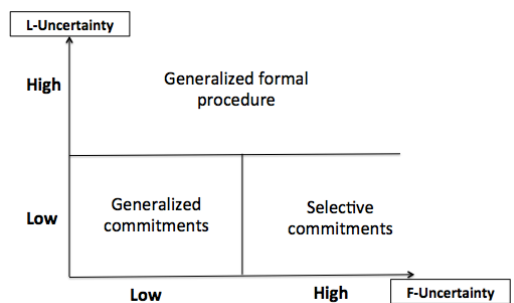 L-Uncertainty
High
Generalized formal
procedure
Low
Generalized
commitments
Selective
commitments
Low
High
F-Uncertainty